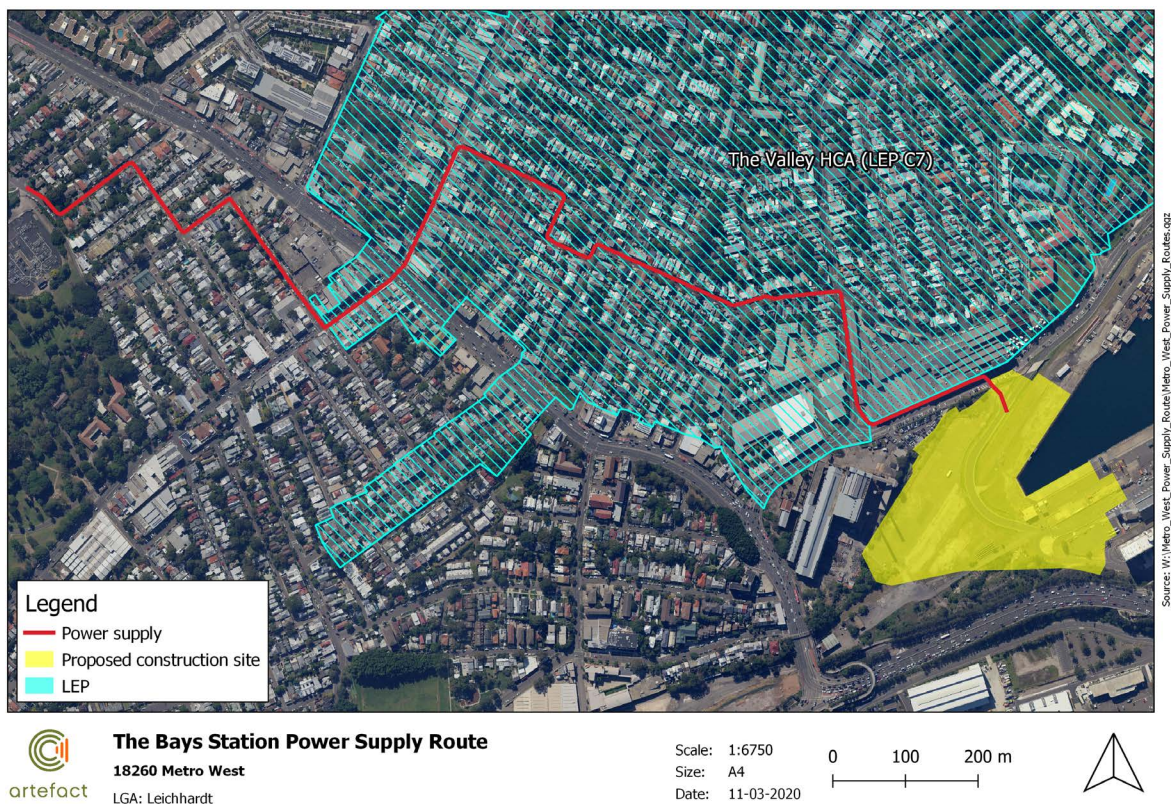 The Valley HCA (LEP C7)
Source: W:\Metro_West_Power_Supply_Route\Metro_West_Power_Supply_Routes.qgz
Legend
Power supply
Proposed construction site
LEP
artefact
The Bays Station Power Supply Route
18260 Metro West
LGA: Leichhardt
Scale: 1:6750
Size: A4
Date: 11-03-2020
0 100 200 m